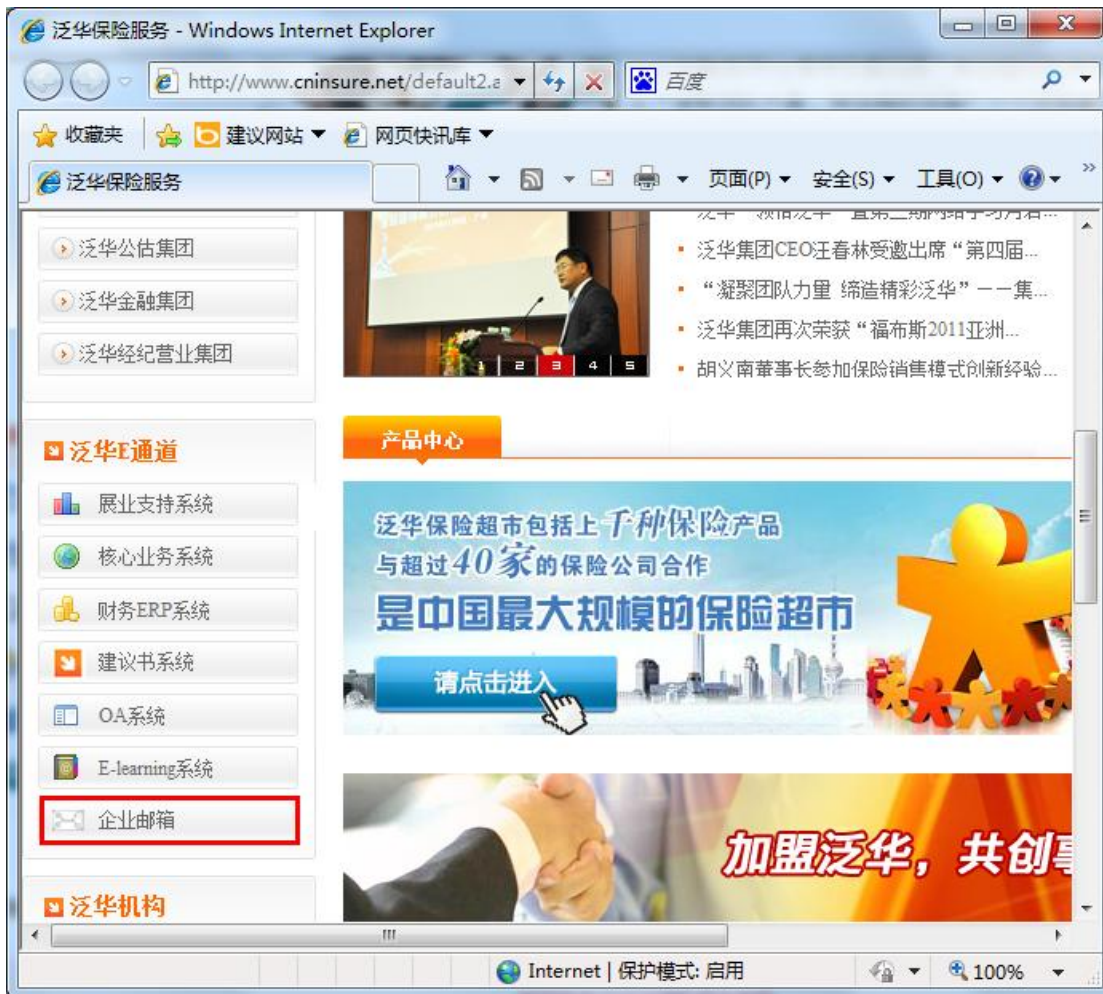 泛华保险服务 - Windows Internet Explorer
http://www.cninsure.net/default2.a
百度
收藏夹 建议网站 网页快讯库
泛华保险服务
页面(P) 安全(S) 工具(O)
泛华公估集团
泛华金融集团
泛华经纪营业集团
1 2 3 4 5
泛华集团CEO汪春林受邀出席“第四届...
“凝聚团队力量 缔造精彩泛华”——集...
泛华集团再次荣获“福布斯2011亚洲...
胡义南董事长参加保险销售模式创新经验...
泛华E通道
展业支持系统
核心业务系统
财务ERP系统
建议书系统
OA系统
E-learning系统
企业邮箱
泛华机构
产品中心
泛华保险超市包括上千种保险产品
与超过40家的保险公司合作
是中国最大规模的保险超市
请点击进入
加盟泛华，共创
Internet | 保护模式: 启用
100%